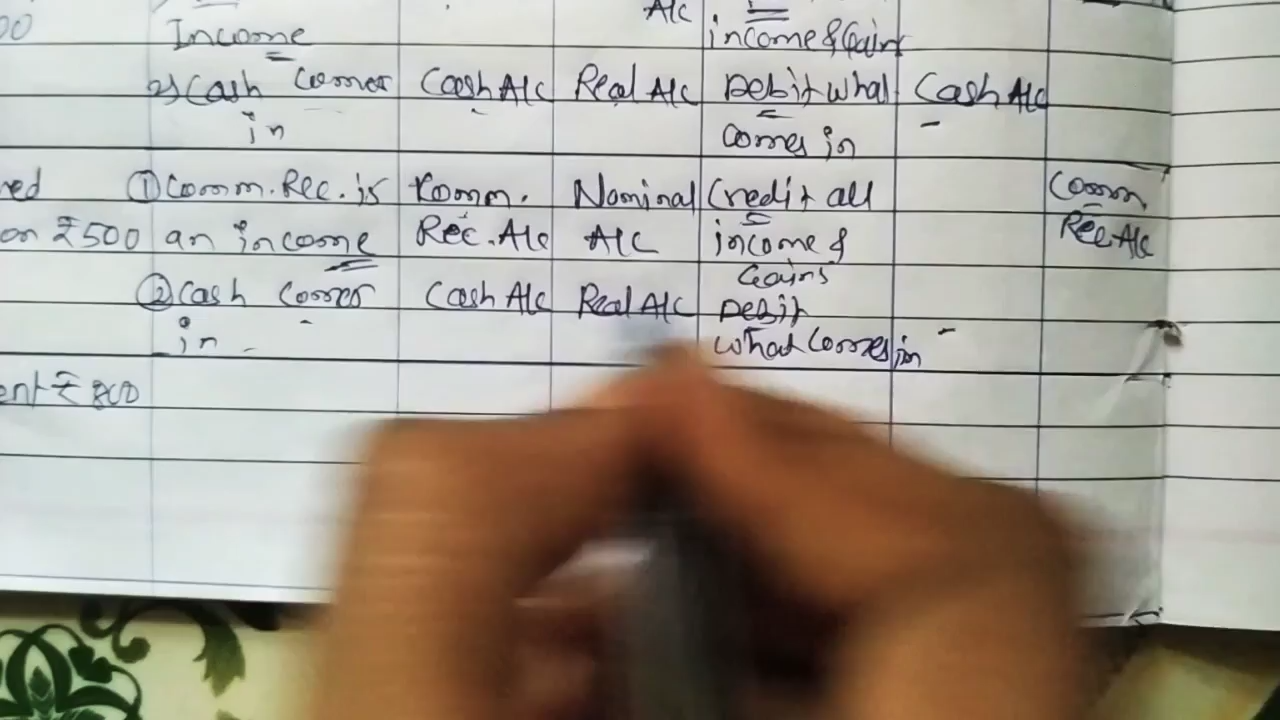 00 Income A/c income & Gain
2) Cash comes Cash A/c Real A/c Debit what Cash A/c
in comes in
red ① Comm. Rec. is Comm. Nominal Credit all Comm
on ₹500 an income Rec. A/c A/c income & Rec A/c
Gains
② Cash comes Cash A/c Real A/c Debit
in - what comes in -
ent ₹ 800